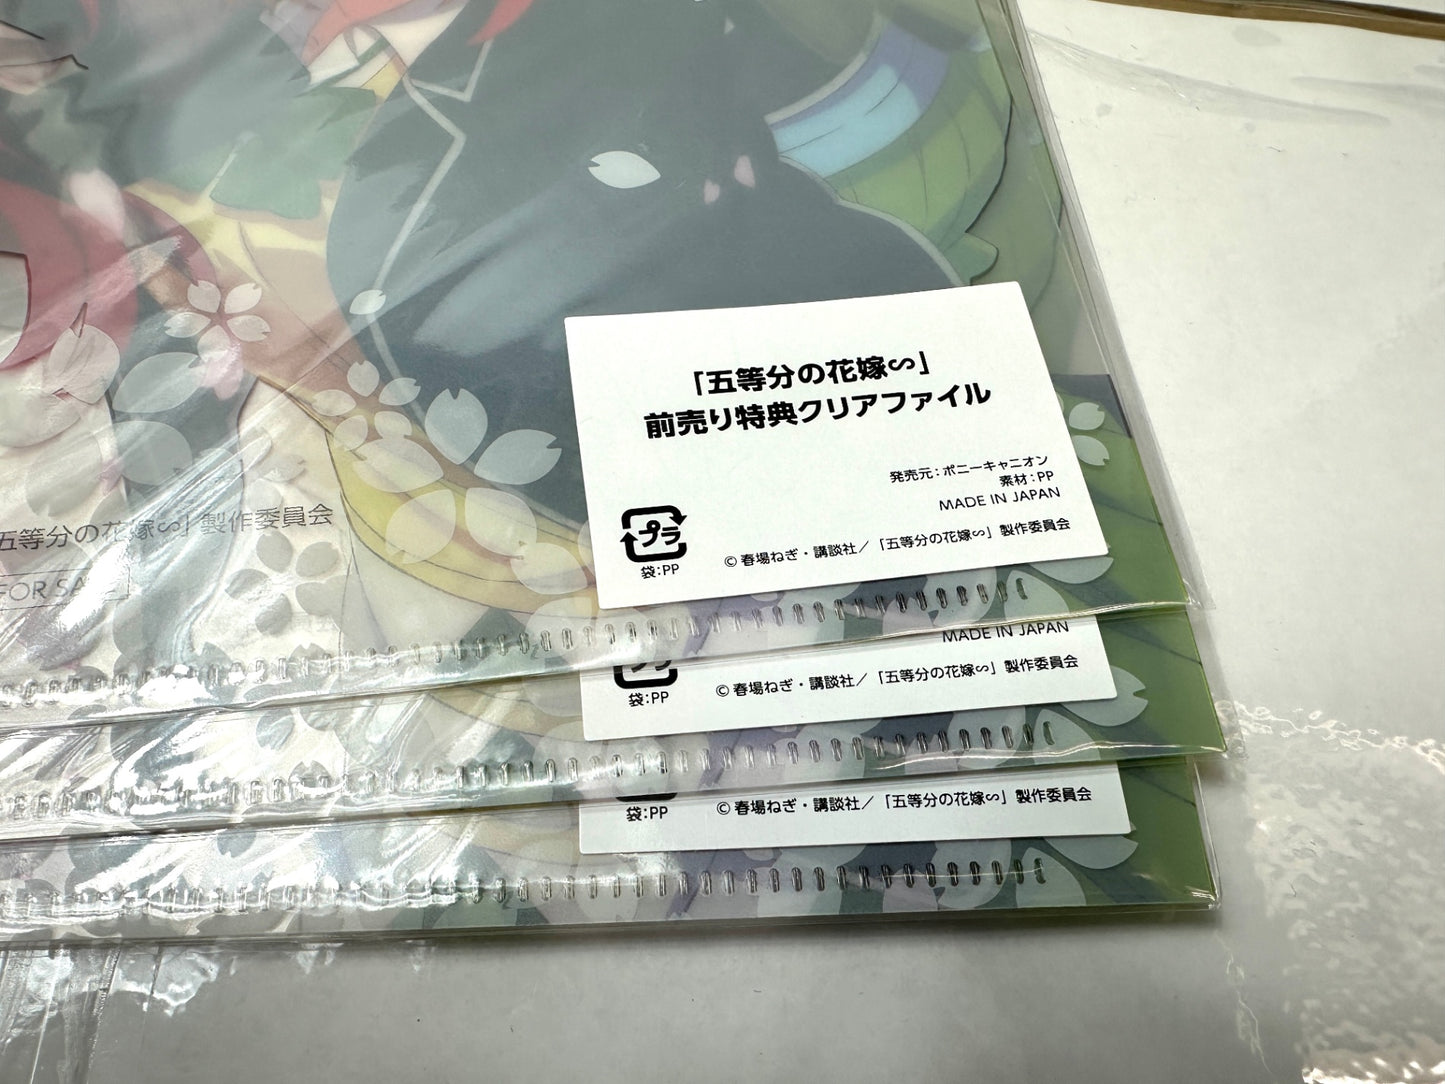 「五等分の花嫁∽」
前売り特典クリアファイル
発売元：ポニーキャニオン
素材：PP
MADE IN JAPAN
プラ
袋：PP
© 春場ねぎ・講談社／「五等分の花嫁∽」製作委員会
五等分の花嫁∽」製作委員会
FOR SA
MADE IN JAPAN
袋：PP
© 春場ねぎ・講談社／「五等分の花嫁∽」製作委員会
袋：PP
© 春場ねぎ・講談社／「五等分の花嫁∽」製作委員会